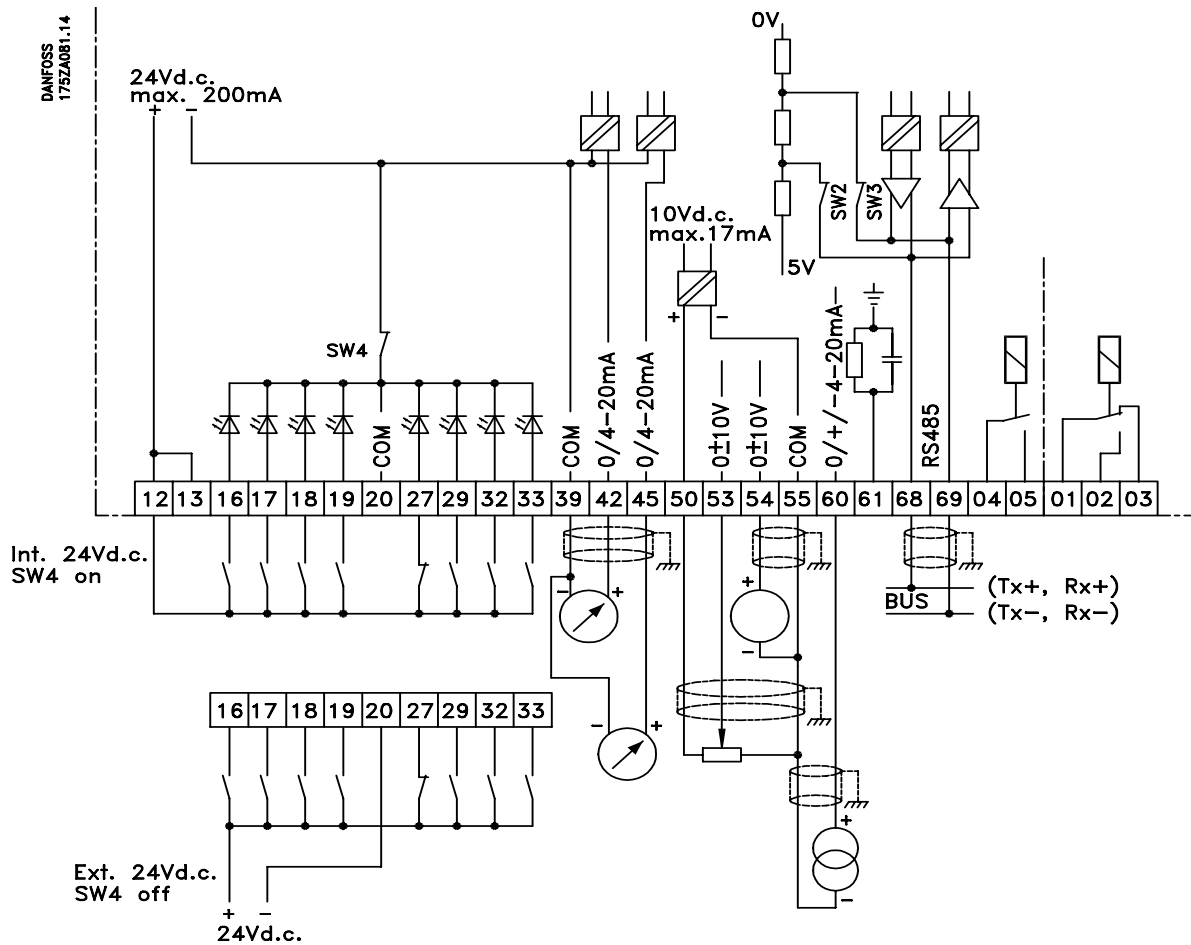 DANFOSS
175ZA081.14
24Vd.c.
max. 200mA
+ −
0V
SW2
SW3
10Vd.c.
max.17mA
5V
+ −
SW4
COM
COM
0/4−20mA
0/4−20mA
0±10V
0±10V
COM
0/+/−4−20mA
RS485
12 13 16 17 18 19 20 27 29 32 33 39 42 45 50 53 54 55 60 61 68 69 04 05 01 02 03
Int. 24Vd.c.
SW4 on
− +
+
−
BUS
(Tx+, Rx+)
(Tx−, Rx−)
16 17 18 19 20 27 29 32 33
− +
+
−
Ext. 24Vd.c.
SW4 off
+ −
24Vd.c.